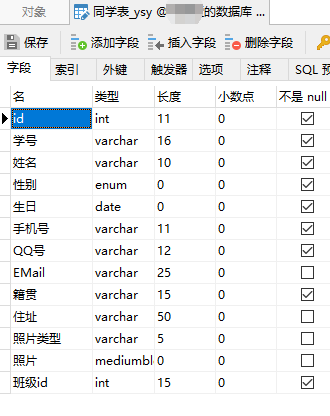 对象 同学表_ysy @ 的数据库 ...
保存 添加字段 插入字段 删除字段
字段 索引 外键 触发器 选项 注释 SQL 预
名 类型 长度 小数点 不是 null
id int 11 0
学号 varchar 16 0
姓名 varchar 10 0
性别 enum 0 0
生日 date 0 0
手机号 varchar 11 0
QQ号 varchar 12 0
EMail varchar 25 0
籍贯 varchar 15 0
住址 varchar 50 0
照片类型 varchar 5 0
照片 mediumbl 0 0
班级id int 15 0